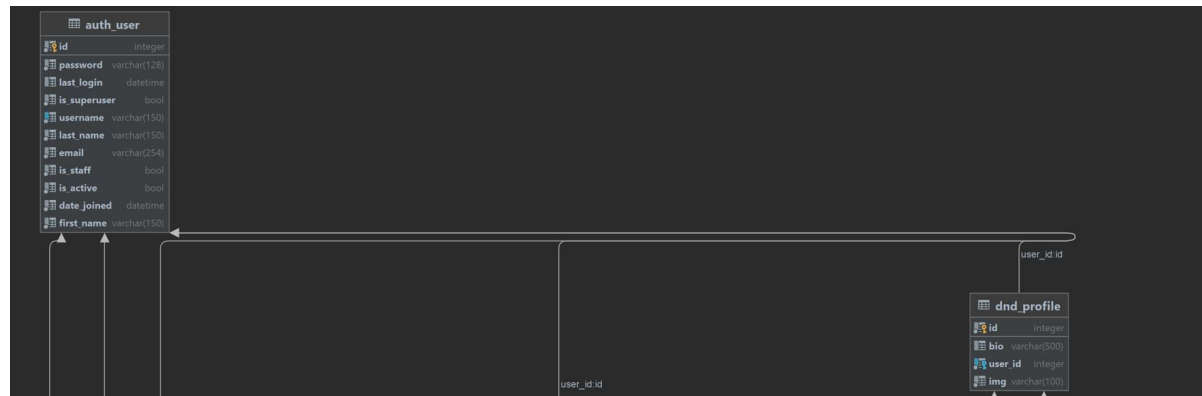 auth_user
id integer
password varchar(128)
last_login datetime
is_superuser bool
username varchar(150)
last_name varchar(150)
email varchar(254)
is_staff bool
is_active bool
date_joined datetime
first_name varchar(150)
user_id:id
dnd_profile
id integer
bio varchar(500)
user_id integer
img varchar(100)
user_id:id